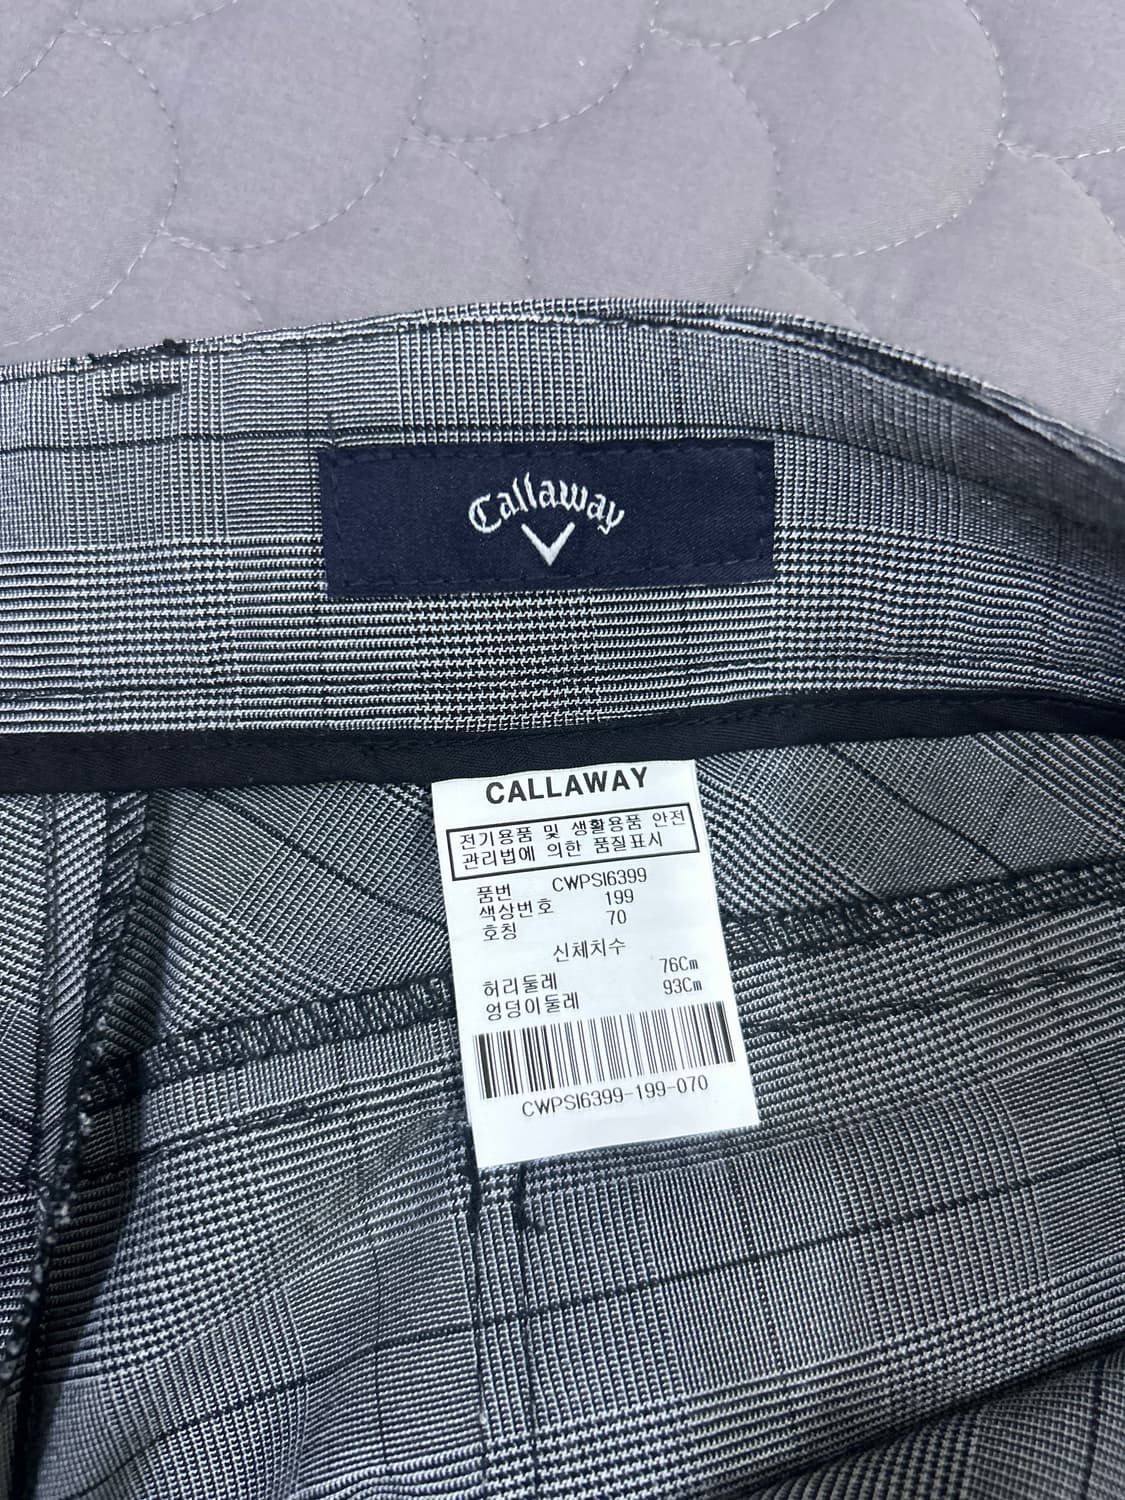 Callaway
CALLAWAY
전기용품 및 생활용품 안전
관리법에 의한 품질표시
품번 CWPSI6399
색상번호 199
호칭 70
신체치수
허리둘레 76Cm
엉덩이둘레 93Cm
CWPSI6399-199-070